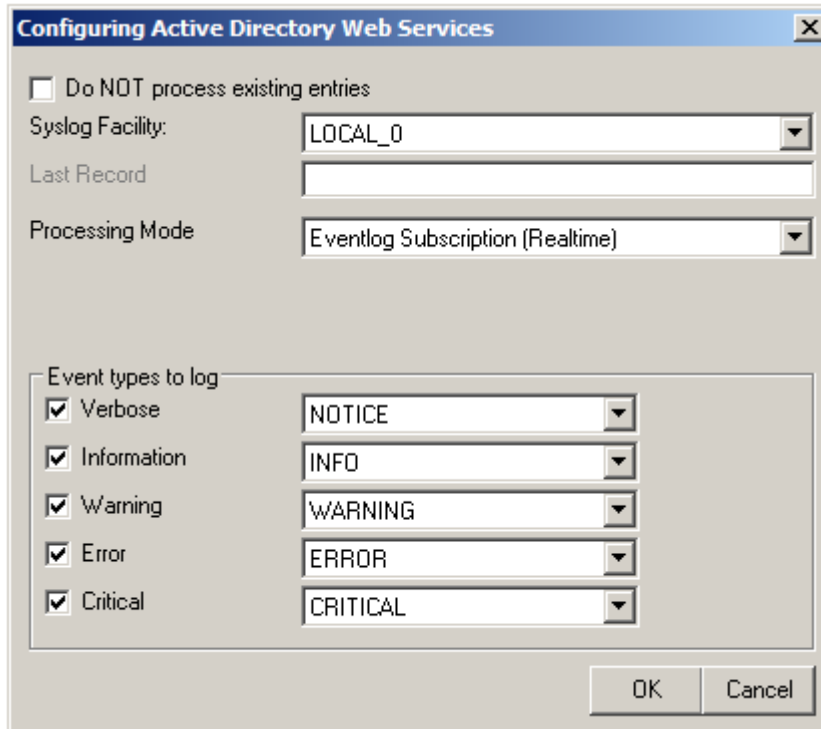 Configuring Active Directory Web Services
Do NOT process existing entries
Syslog Facility: LOCAL_0
Last Record
Processing Mode Eventlog Subscription (Realtime)
Event types to log
Verbose NOTICE
Information INFO
Warning WARNING
Error ERROR
Critical CRITICAL
OK Cancel